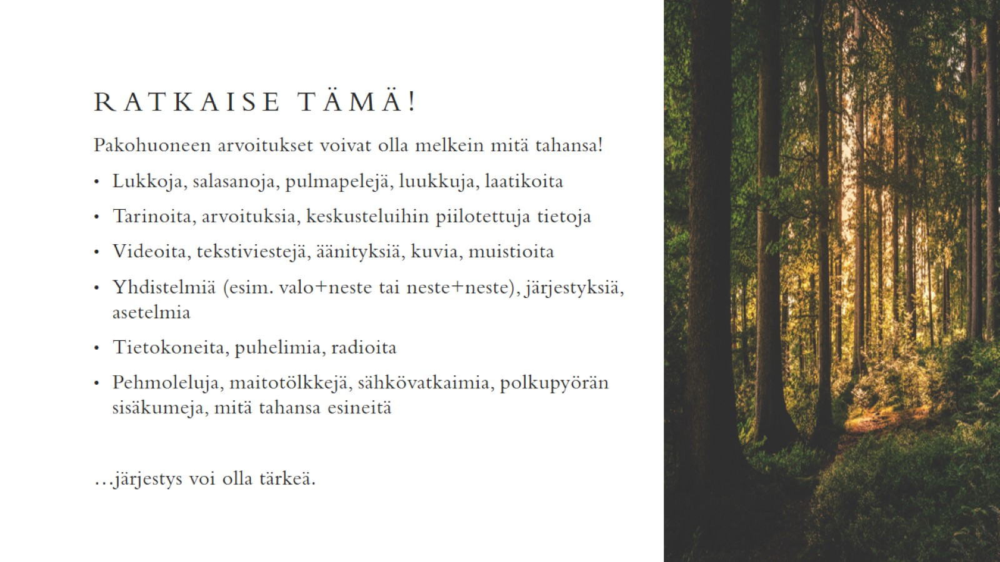 RATKAISE TÄMÄ!
Pakohuoneen arvoitukset voivat olla melkein mitä tahansa!
• Lukkoja, salasanoja, pulmapelejä, luukkuja, laatikoita
• Tarinoita, arvoituksia, keskusteluihin piilotettuja tietoja
• Videoita, tekstiviestejä, äänityksiä, kuvia, muistioita
• Yhdistelmiä (esim. valo+neste tai neste+neste), järjestyksiä,
asetelmia
• Tietokoneita, puhelimia, radioita
• Pehmoleluja, maitotölkkejä, sähkövatkaimia, polkupyörän
sisäkumeja, mitä tahansa esineitä
…järjestys voi olla tärkeä.